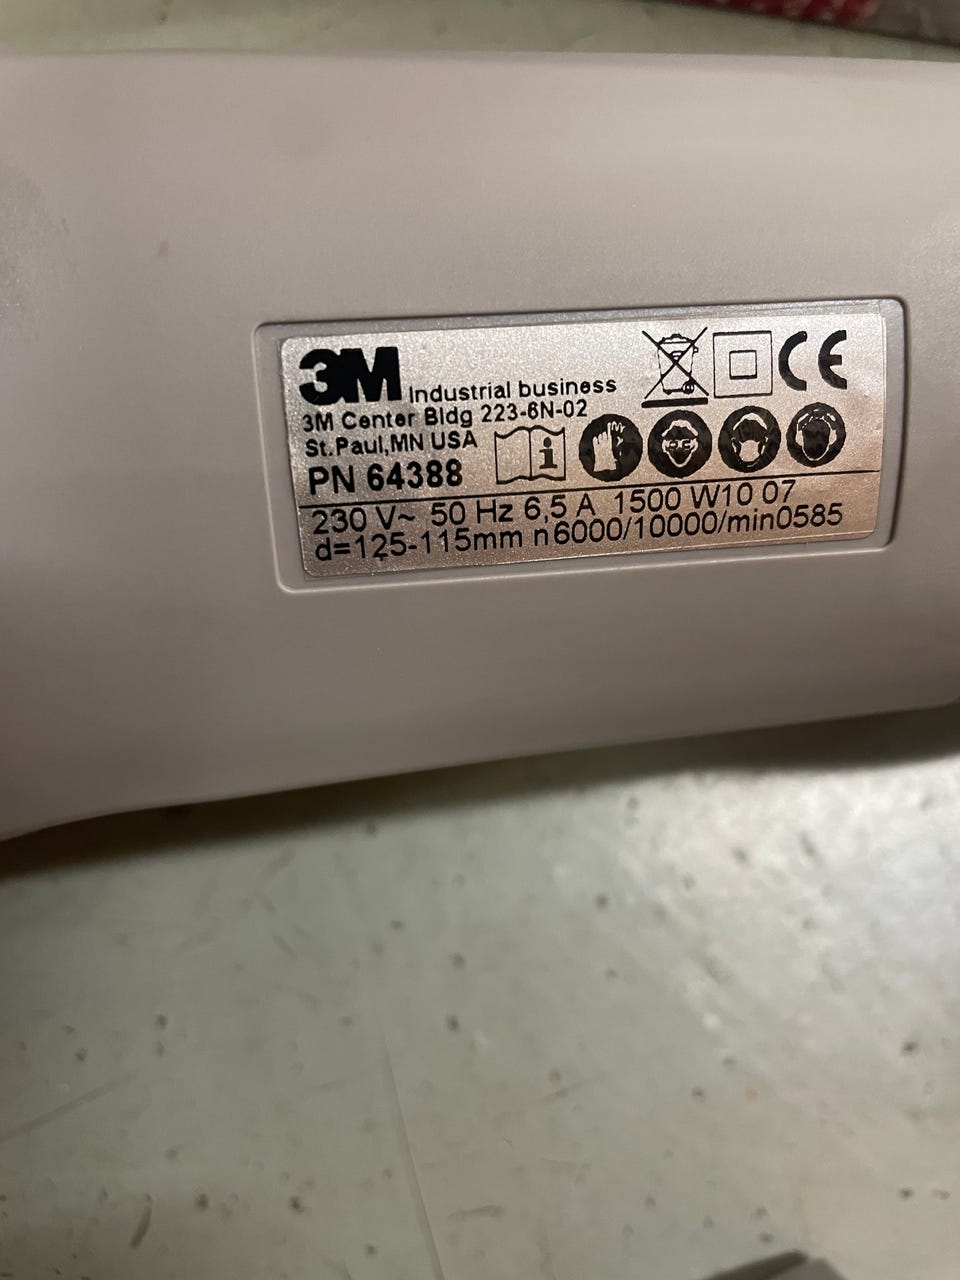 3M Industrial business
3M Center Bldg 223-6N-02
St.Paul,MN USA
PN 64388
CE
230 V~ 50 Hz 6,5 A 1500 W10 07
d=125-115mm n6000/10000/min0585